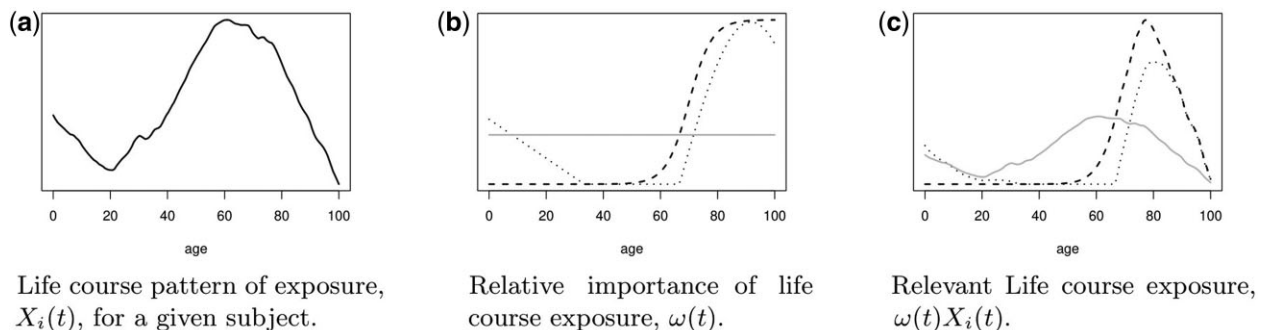 (a)
0 20 40 60 80 100
age
Life course pattern of exposure,
X_i(t), for a given subject.
(b)
0 20 40 60 80 100
age
Relative importance of life
course exposure, ω(t).
(c)
0 20 40 60 80 100
age
Relevant Life course exposure,
ω(t)X_i(t).